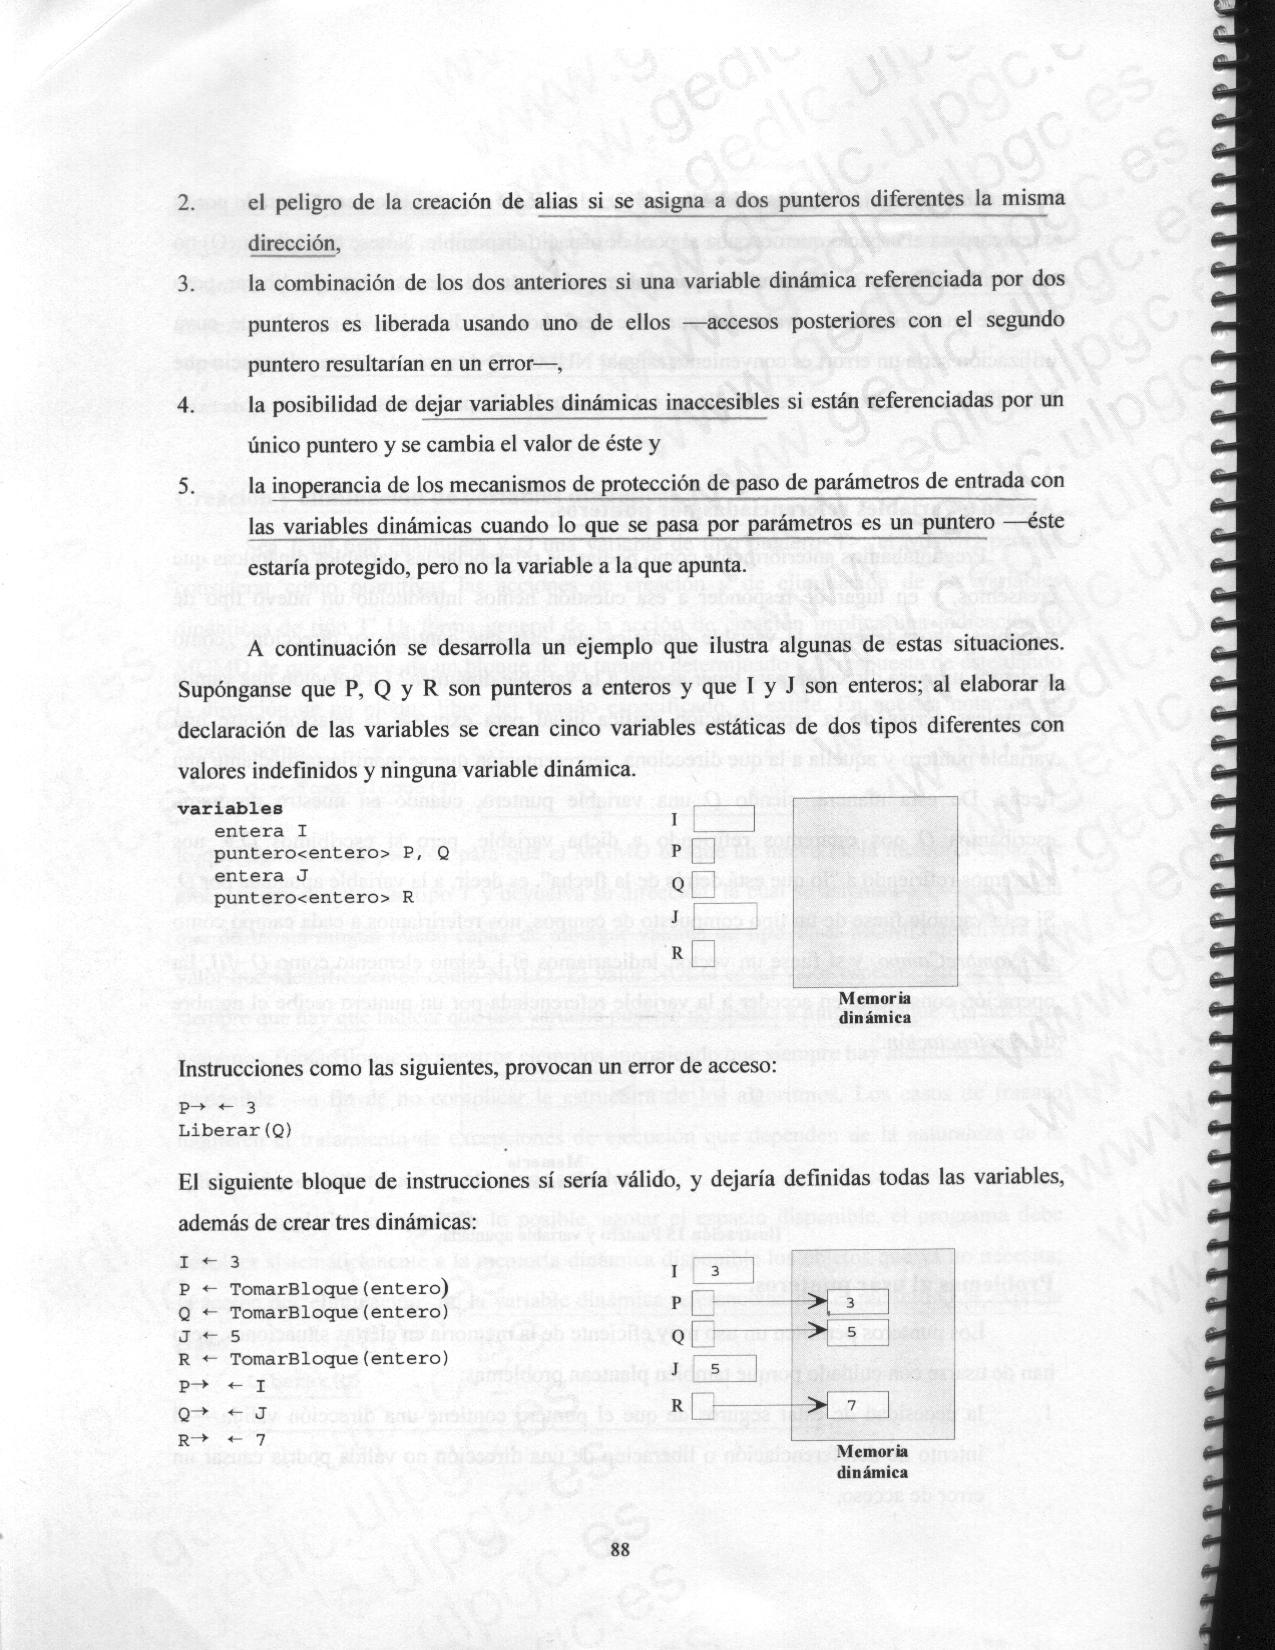 2. el peligro de la creación de alias si se asigna a dos punteros diferentes la misma
dirección,
3. la combinación de los dos anteriores si una variable dinámica referenciada por dos
punteros es liberada usando uno de ellos —accesos posteriores con el segundo
puntero resultarían en un error—,
4. la posibilidad de dejar variables dinámicas inaccesibles si están referenciadas por un
único puntero y se cambia el valor de éste y
5. la inoperancia de los mecanismos de protección de paso de parámetros de entrada con
las variables dinámicas cuando lo que se pasa por parámetros es un puntero —éste
estaría protegido, pero no la variable a la que apunta.
A continuación se desarrolla un ejemplo que ilustra algunas de estas situaciones.
Supónganse que P, Q y R son punteros a enteros y que I y J son enteros; al elaborar la
declaración de las variables se crean cinco variables estáticas de dos tipos diferentes con
valores indefinidos y ninguna variable dinámica.
variables
entera I
puntero<entero> P, Q
entera J
puntero<entero> R
I
P
Q
J
R
Memoria
dinámica
Instrucciones como las siguientes, provocan un error de acceso:
P→ ← 3
Liberar(Q)
El siguiente bloque de instrucciones sí sería válido, y dejaría definidas todas las variables,
además de crear tres dinámicas:
I ← 3
P ← TomarBloque(entero)
Q ← TomarBloque(entero)
J ← 5
R ← TomarBloque(entero)
P→ ← I
Q→ ← J
R→ ← 7
I 3
P 3
Q 5
J 5
R 7
Memoria
dinámica
88